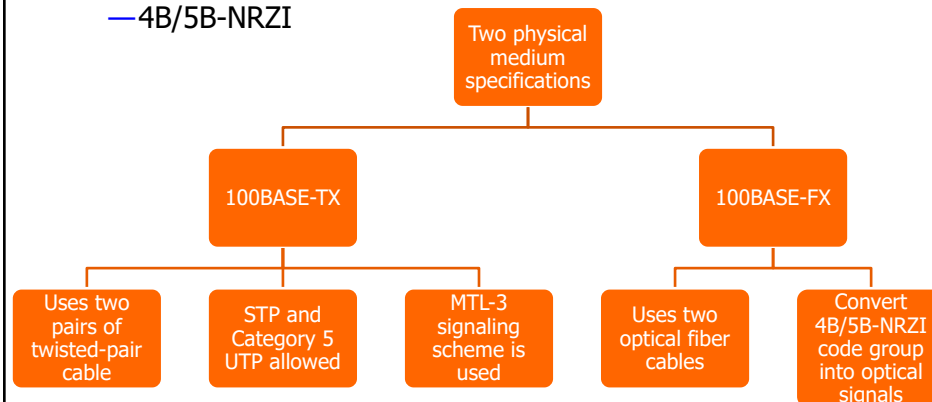 —4B/5B-NRZI
Two physical
medium
specifications
100BASE-TX
100BASE-FX
Uses two
pairs of
twisted-pair
cable
STP and
Category 5
UTP allowed
MTL-3
signaling
scheme is
used
Uses two
optical fiber
cables
Convert
4B/5B-NRZI
code group
into optical
signals